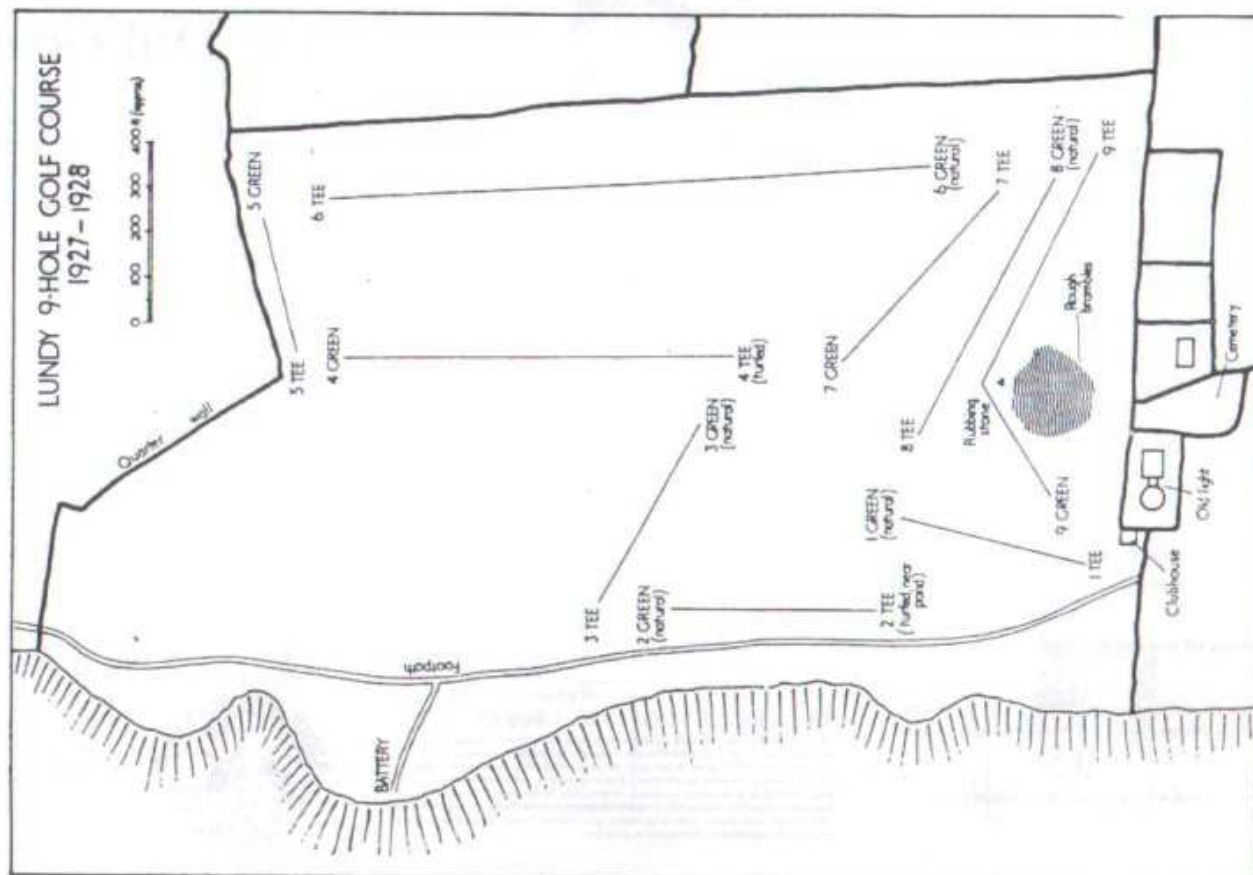 LUNDY 9-HOLE GOLF COURSE
1927-1928
0 100 200 300 400 ft (approx)
Quarter wall
5 TEE
5 GREEN
4 GREEN
6 TEE
4 TEE
(turfed)
3 GREEN
(natural)
3 TEE
2 GREEN
(natural)
2 TEE
(turfed, near
pond)
1 GREEN
(natural)
1 TEE
7 GREEN
6 GREEN
(natural)
7 TEE
8 TEE
8 GREEN
(natural)
9 TEE
Rubbing
stone
9 GREEN
Rough
brambles
Footpath
BATTERY
Clubhouse
Old light
Cemetery